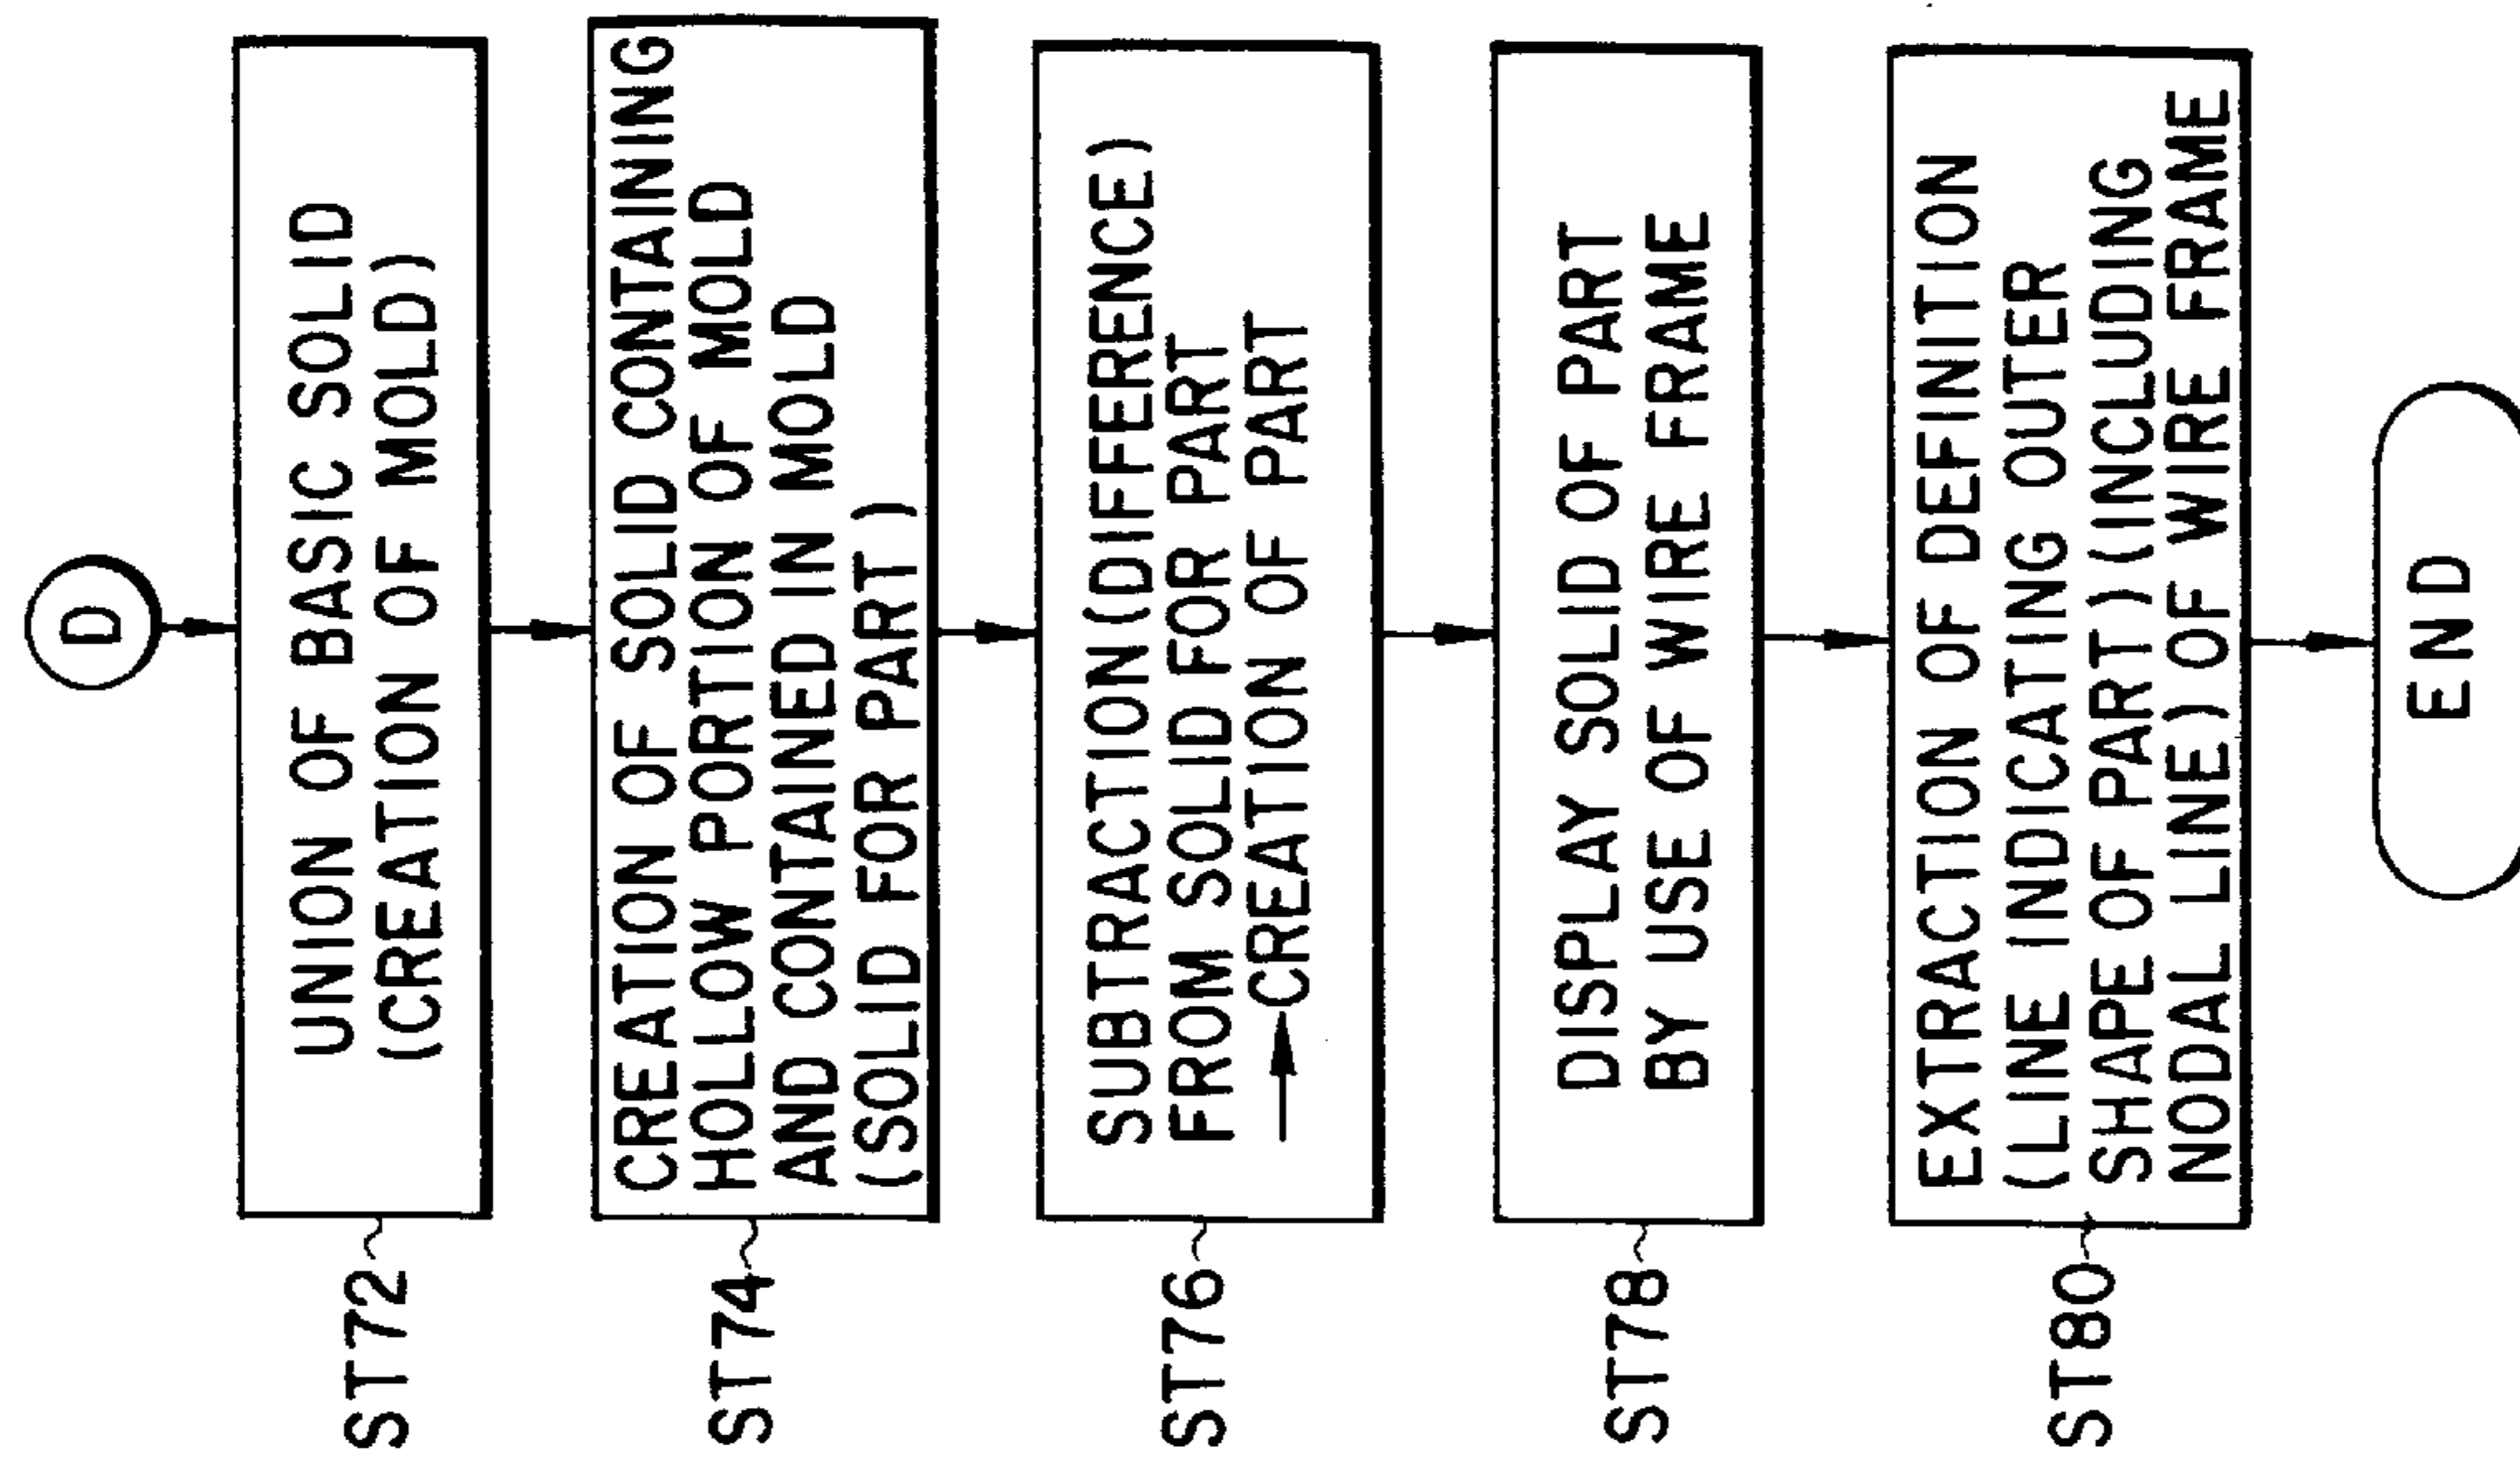 D
ST72
UNION OF BASIC SOLID
(CREATION OF MOLD)
ST74
CREATION OF SOLID CONTAINING
HOLLOW PORTION OF MOLD
AND CONTAINED IN MOLD
(SOLID FOR PART)
ST76
SUBTRACTION(DIFFERENCE)
FROM SOLID FOR PART
→CREATION OF PART
ST78
DISPLAY SOLID OF PART
BY USE OF WIRE FRAME
ST80
EXTRACTION OF DEFINITION
(LINE INDICATING OUTER
SHAPE OF PART)(INCLUDING
NODAL LINE) OF WIRE FRAME
END